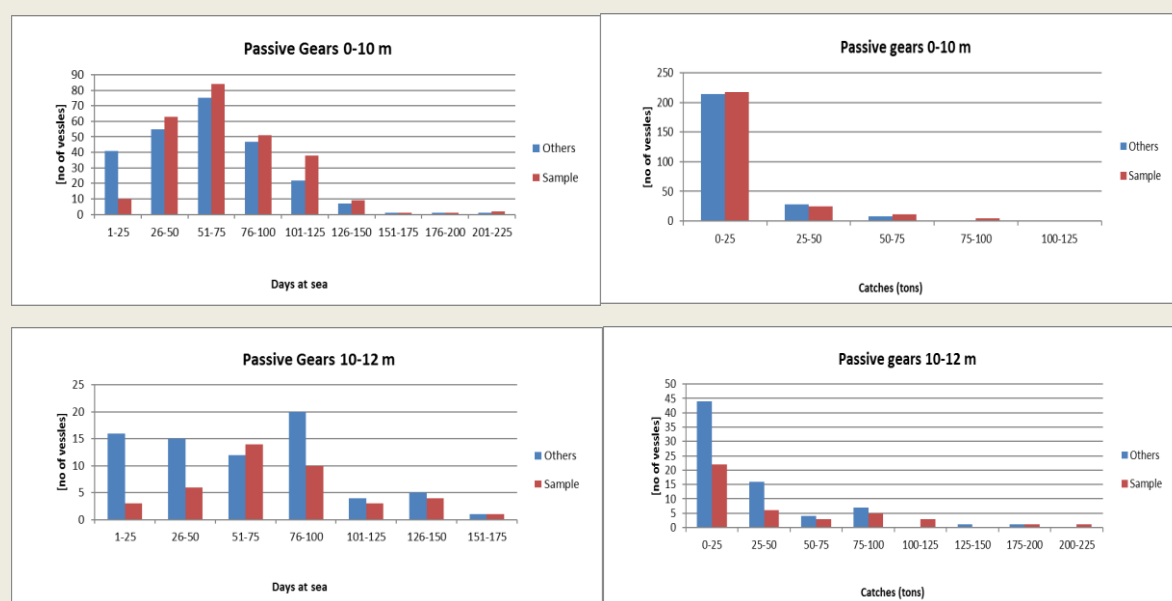 Passive Gears 0-10 m
[no of vessles]
90
80
70
60
50
40
30
20
10
0
1-25 26-50 51-75 76-100 101-125 126-150 151-175 176-200 201-225
Days at sea
Others
Sample
Passive gears 0-10 m
[no of vessles]
250
200
150
100
50
0
0-25 25-50 50-75 75-100 100-125
Catches (tons)
Others
Sample
Passive Gears 10-12 m
[no of vessles]
25
20
15
10
5
0
1-25 26-50 51-75 76-100 101-125 126-150 151-175
Days at sea
Others
Sample
Passive gears 10-12 m
[no of vessles]
50
45
40
35
30
25
20
15
10
5
0
0-25 25-50 50-75 75-100 100-125 125-150 175-200 200-225
Catches (tons)
Others
Sample